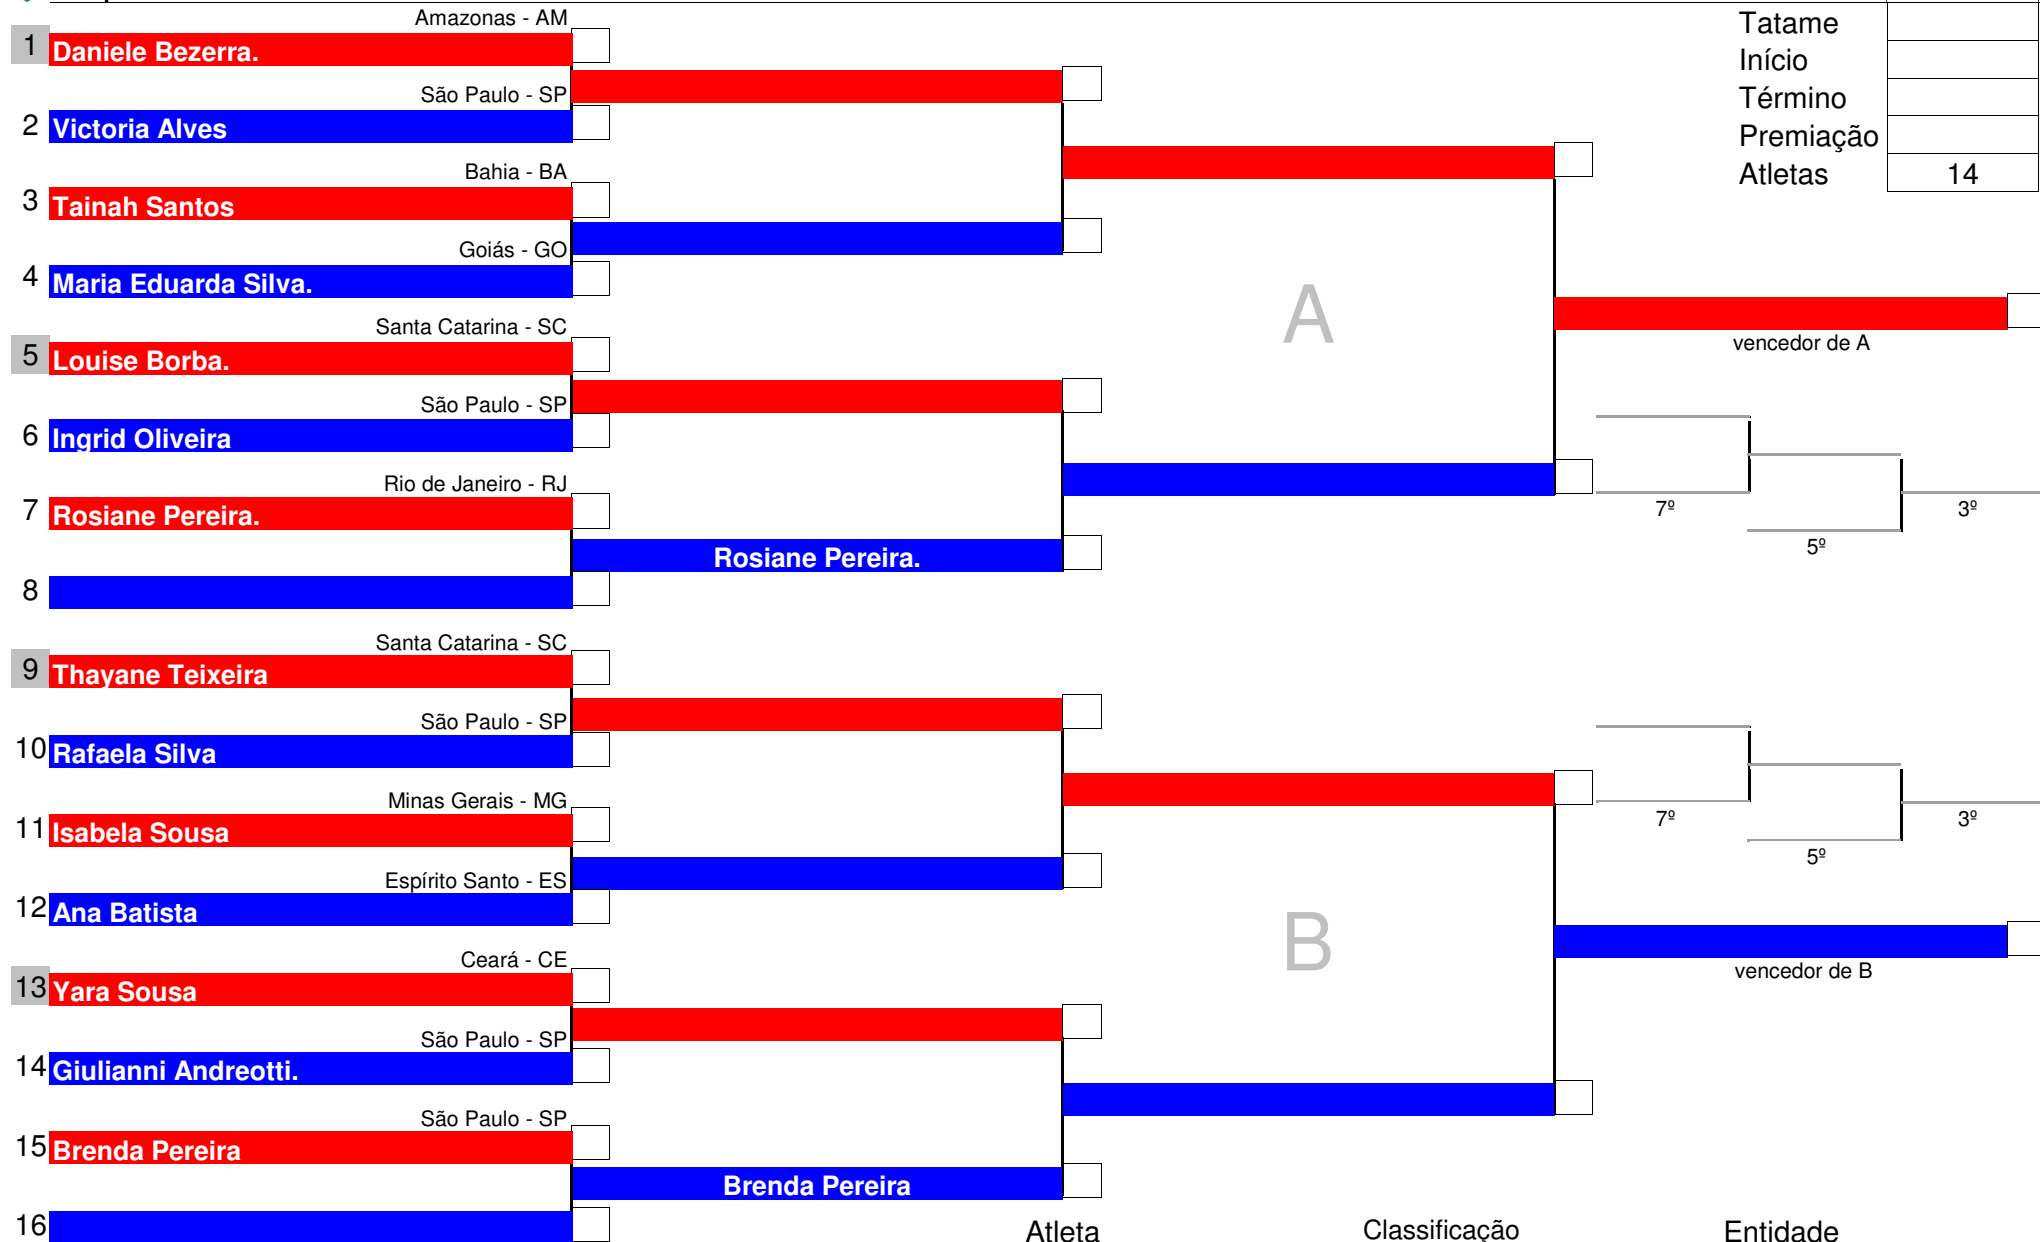 Amazonas - AM
1 Daniele Bezerra.
São Paulo - SP
2 Victoria Alves
Bahia - BA
3 Tainah Santos
Goiás - GO
4 Maria Eduarda Silva.
Santa Catarina - SC
5 Louise Borba.
São Paulo - SP
6 Ingrid Oliveira
Rio de Janeiro - RJ
7 Rosiane Pereira.
Rosiane Pereira.
8
Santa Catarina - SC
9 Thayane Teixeira
São Paulo - SP
10 Rafaela Silva
Minas Gerais - MG
11 Isabela Sousa
Espírito Santo - ES
12 Ana Batista
Ceará - CE
13 Yara Sousa
São Paulo - SP
14 Giulianni Andreotti.
São Paulo - SP
15 Brenda Pereira
Brenda Pereira
16
A
B
Tatame
Início
Término
Premiação
Atletas 14
vencedor de A
7º
3º
5º
7º
3º
5º
vencedor de B
Atleta Classificação Entidade